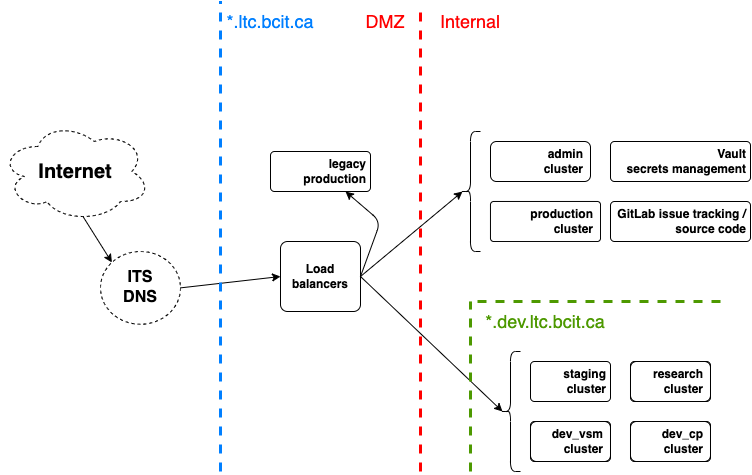 *.ltc.bcit.ca
DMZ
Internal
Internet
ITS
DNS
legacy
production
Load
balancers
admin
cluster
Vault
secrets management
production
cluster
GitLab issue tracking /
source code
*.dev.ltc.bcit.ca
staging
cluster
research
cluster
dev_vsm
cluster
dev_cp
cluster